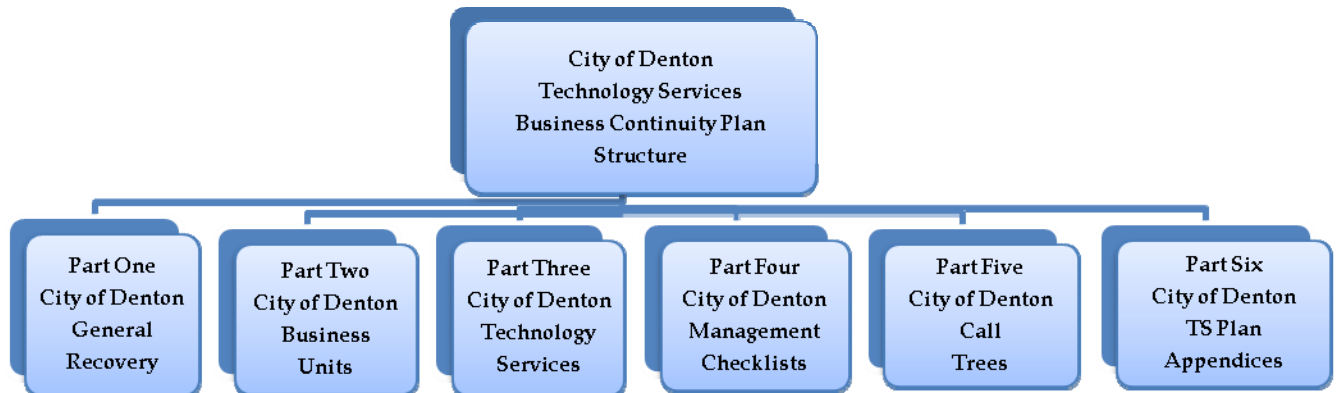 City of Denton
Technology Services
Business Continuity Plan
Structure
Part One
City of Denton
General
Recovery
Part Two
City of Denton
Business
Units
Part Three
City of Denton
Technology
Services
Part Four
City of Denton
Management
Checklists
Part Five
City of Denton
Call
Trees
Part Six
City of Denton
TS Plan
Appendices